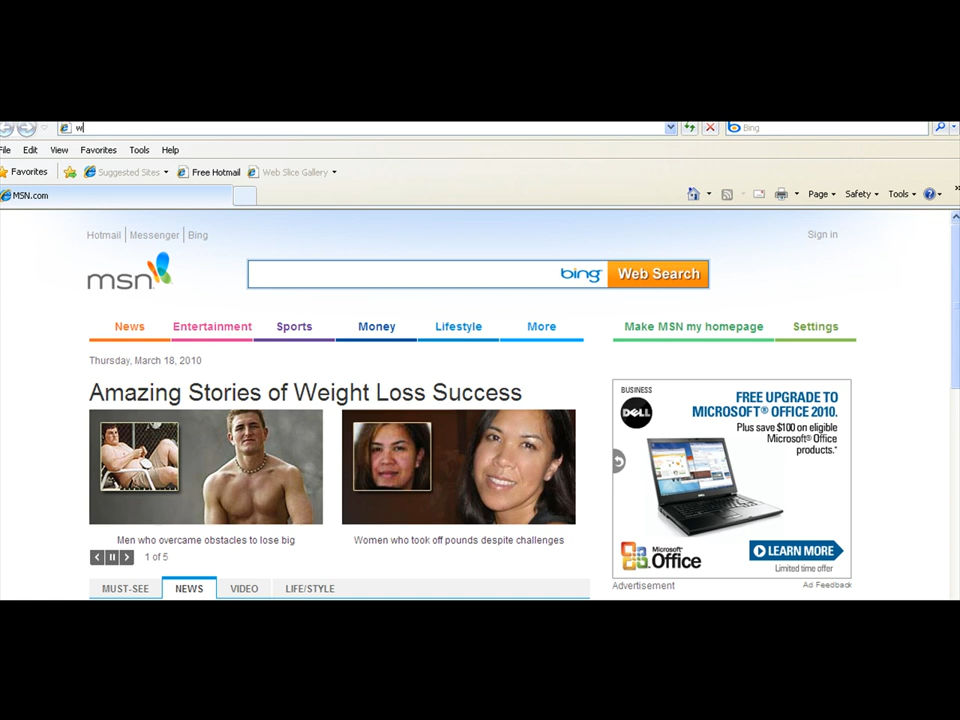 w
Bing
File Edit View Favorites Tools Help
Favorites Suggested Sites Free Hotmail Web Slice Gallery
MSN.com
Page Safety Tools
Hotmail Messenger Bing
Sign in
msn
bing Web Search
News Entertainment Sports Money Lifestyle More Make MSN my homepage Settings
Thursday, March 18, 2010
Amazing Stories of Weight Loss Success
Men who overcame obstacles to lose big
Women who took off pounds despite challenges
1 of 5
MUST-SEE NEWS VIDEO LIFE/STYLE
BUSINESS
DELL
FREE UPGRADE TO
MICROSOFT® OFFICE 2010.
Plus save $100 on eligible
Microsoft® Office
products.*
Microsoft®
Office
LEARN MORE
Limited time offer
Advertisement Ad Feedback